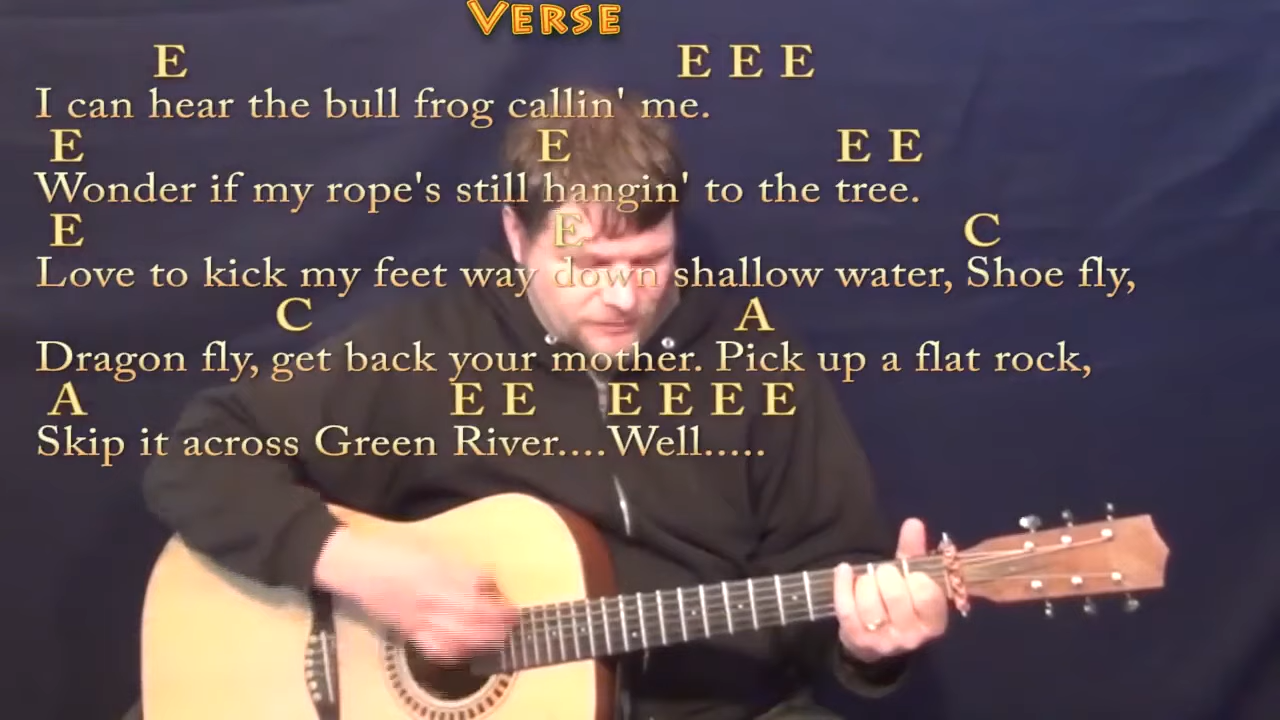 VERSE
E E E E
I can hear the bull frog callin' me.
E E E E
Wonder if my rope's still hangin' to the tree.
E E C
Love to kick my feet way down shallow water, Shoe fly,
C A
Dragon fly, get back your mother. Pick up a flat rock,
A E E E E E E
Skip it across Green River....Well.....